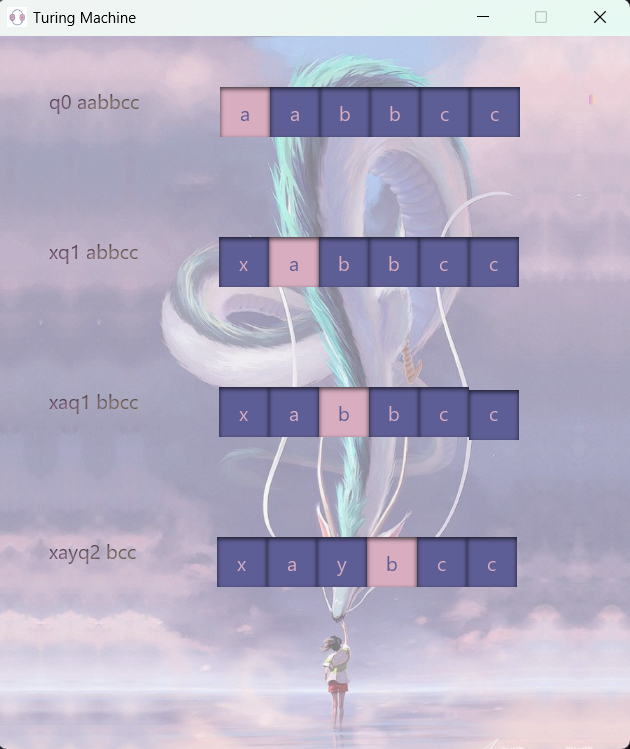 Turing Machine
q0 aabbcc a a b b c c
xq1 abbcc x a b b c c
xaq1 bbcc x a b b c c
xayq2 bcc x a y b c c